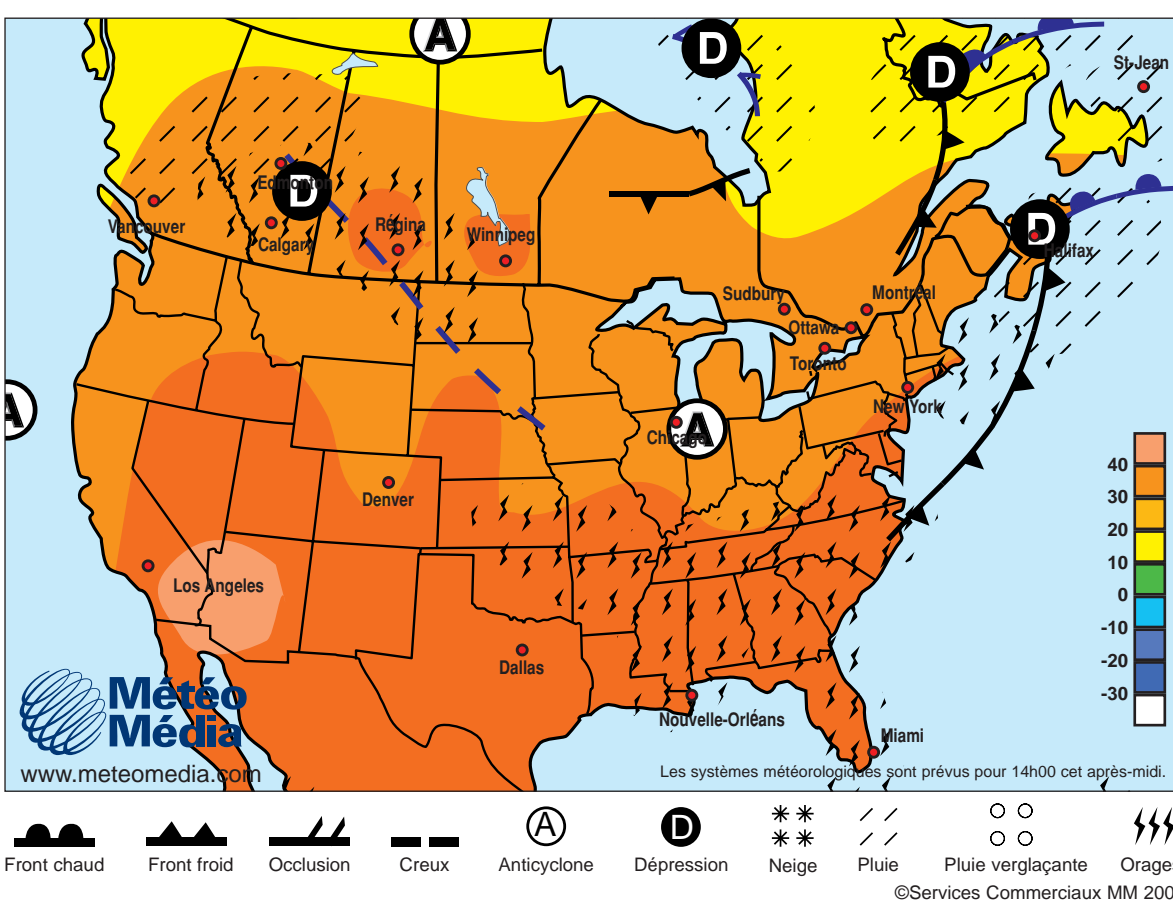 A
D
D
St-Jean
Edmonton
D
Vancouver
Calgary
Régina
Winnipeg
D
Halifax
Sudbury
Montréal
Ottawa
Toronto
A
New York
Chicago
A
Denver
40
30
20
10
0
-10
-20
-30
Los Angeles
Dallas
Météo
Média
Nouvelle-Orléans
Miami
www.meteomedia.com
Les systèmes météorologiques sont prévus pour 14h00 cet après-midi.
A
D
Front chaud
Front froid
Occlusion
Creux
Anticyclone
Dépression
Neige
Pluie
Pluie verglaçante
Orages
©Services Commerciaux MM 200